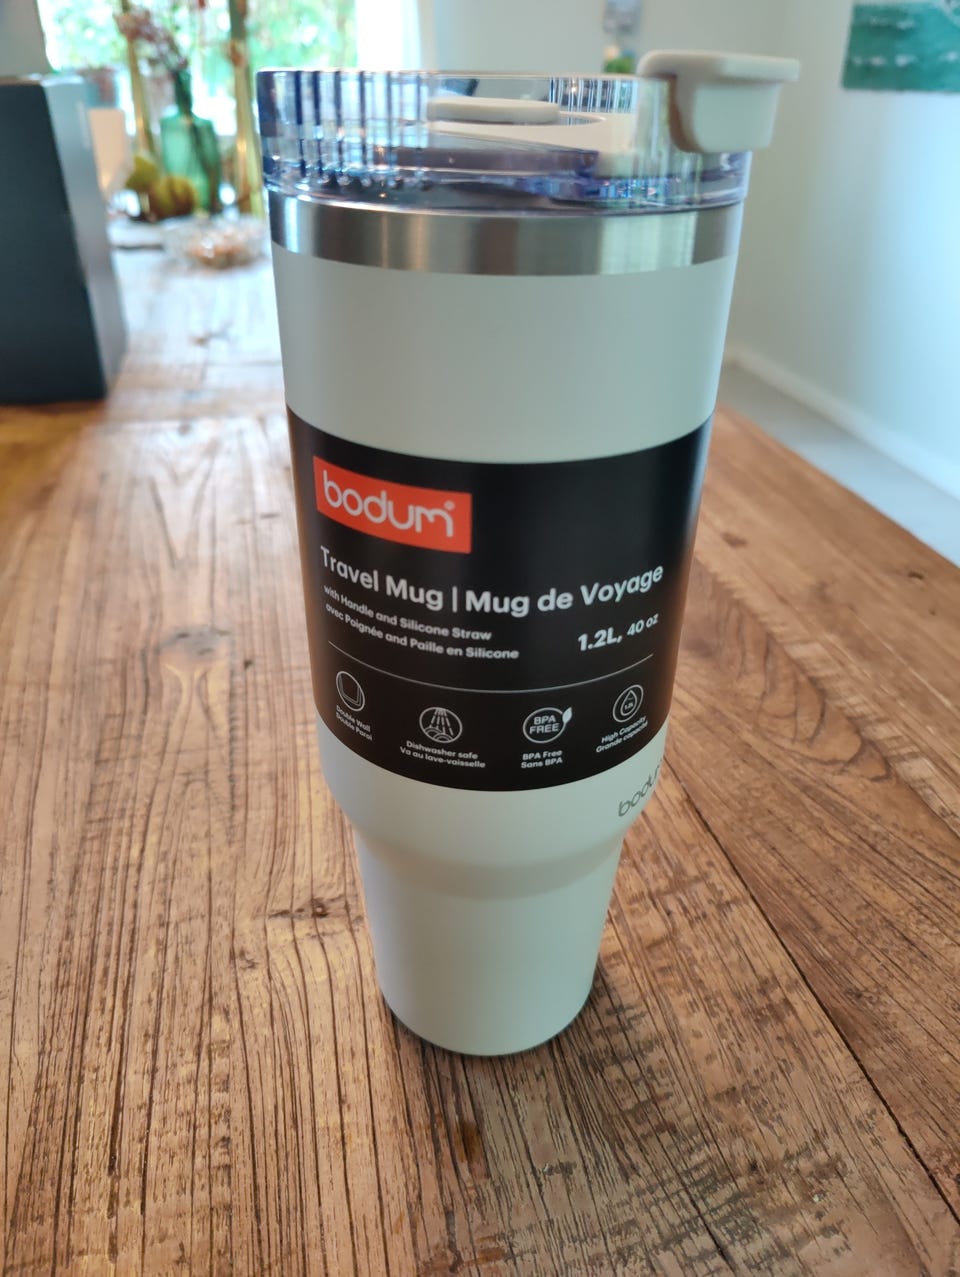 bodum®
Travel Mug | Mug de Voyage
with Handle and Silicone Straw
avec Poignée and Paille en Silicone
1.2L, 40 oz
Double Wall
Double Paroi
Dishwasher safe
Va au lave-vaisselle
BPA
FREE
BPA Free
Sans BPA
1.2L
High Capacity
Grande capacité
bodum